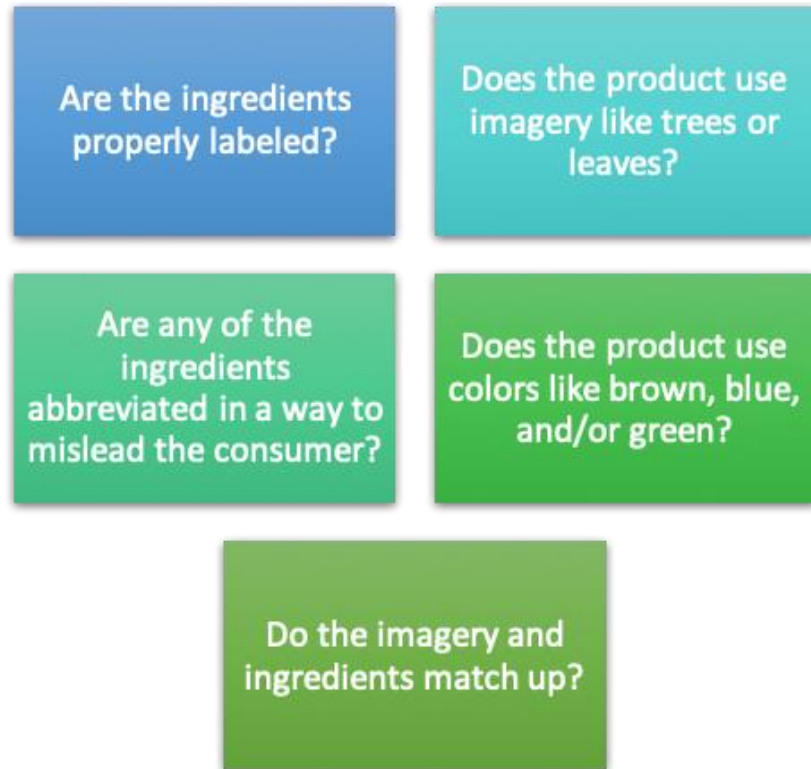 Are the ingredients
properly labeled?
Does the product use
imagery like trees or
leaves?
Are any of the
ingredients
abbreviated in a way to
mislead the consumer?
Does the product use
colors like brown, blue,
and/or green?
Do the imagery and
ingredients match up?